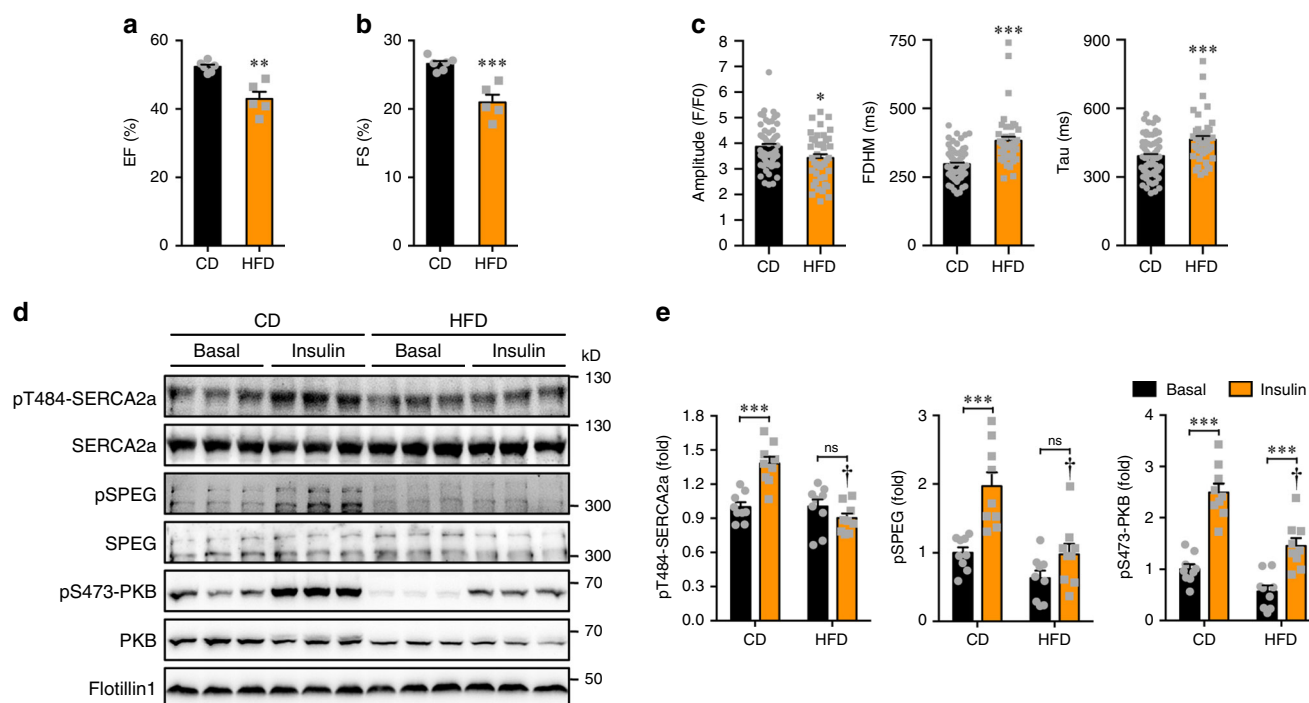 a
60
40
20
0
EF (%)
**
CD
HFD
b
30
20
10
0
FS (%)
***
CD
HFD
c
8
7
6
5
4
3
2
1
0
Amplitude (F/F0)
*
CD
HFD
750
500
250
0
FDHM (ms)
***
CD
HFD
900
600
300
0
Tau (ms)
***
CD
HFD
d
CD
HFD
Basal
Insulin
Basal
Insulin
kD
pT484-SERCA2a
130
SERCA2a
130
pSPEG
300
SPEG
300
pS473-PKB
70
PKB
70
Flotillin1
50
e
Basal
Insulin
1.8
1.5
1.2
0.9
0.6
0.3
0.0
pT484-SERCA2a (fold)
***
ns
†
CD
HFD
3
2
1
0
pSPEG (fold)
***
ns
†
CD
HFD
4
3
2
1
0
pS473-PKB (fold)
***
***
†
CD
HFD